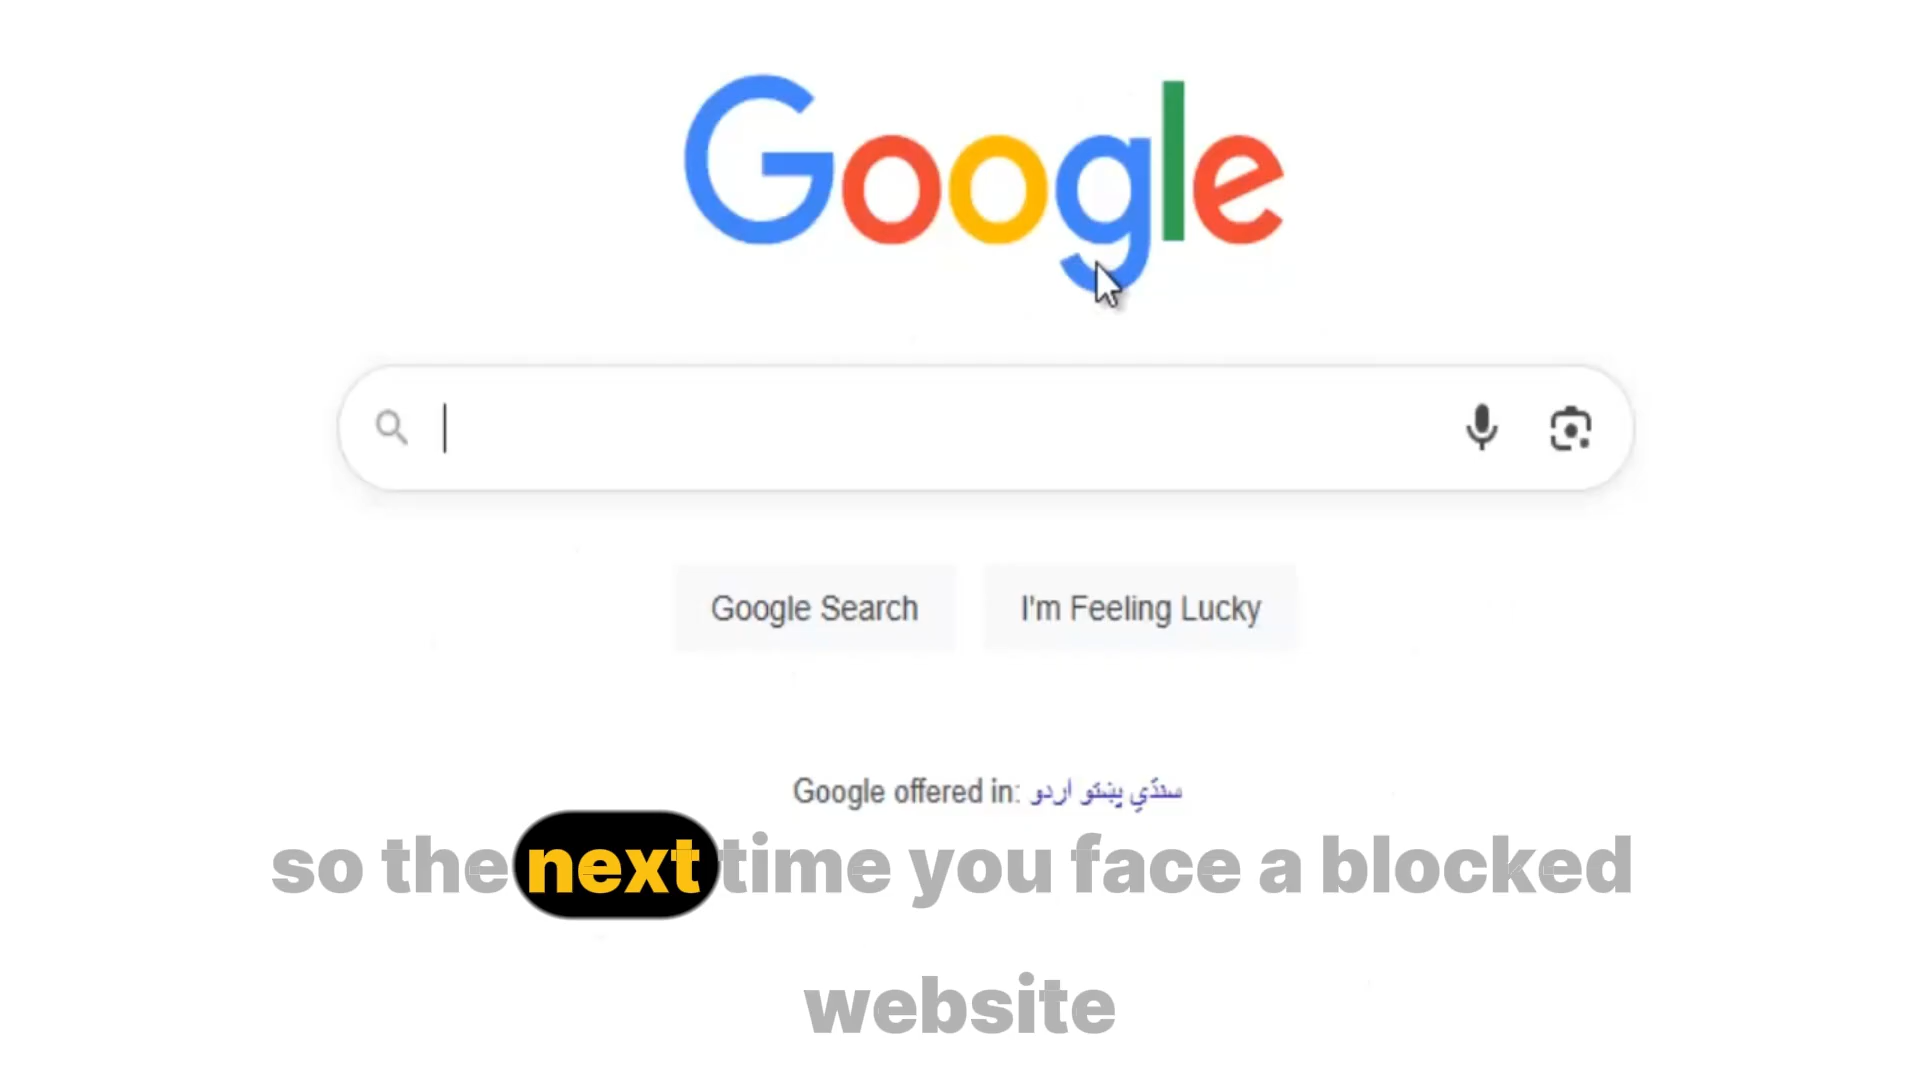 Google
Google Search
I'm Feeling Lucky
Google offered in: اردو پښتو سنڌي
so the next time you face a blocked
website